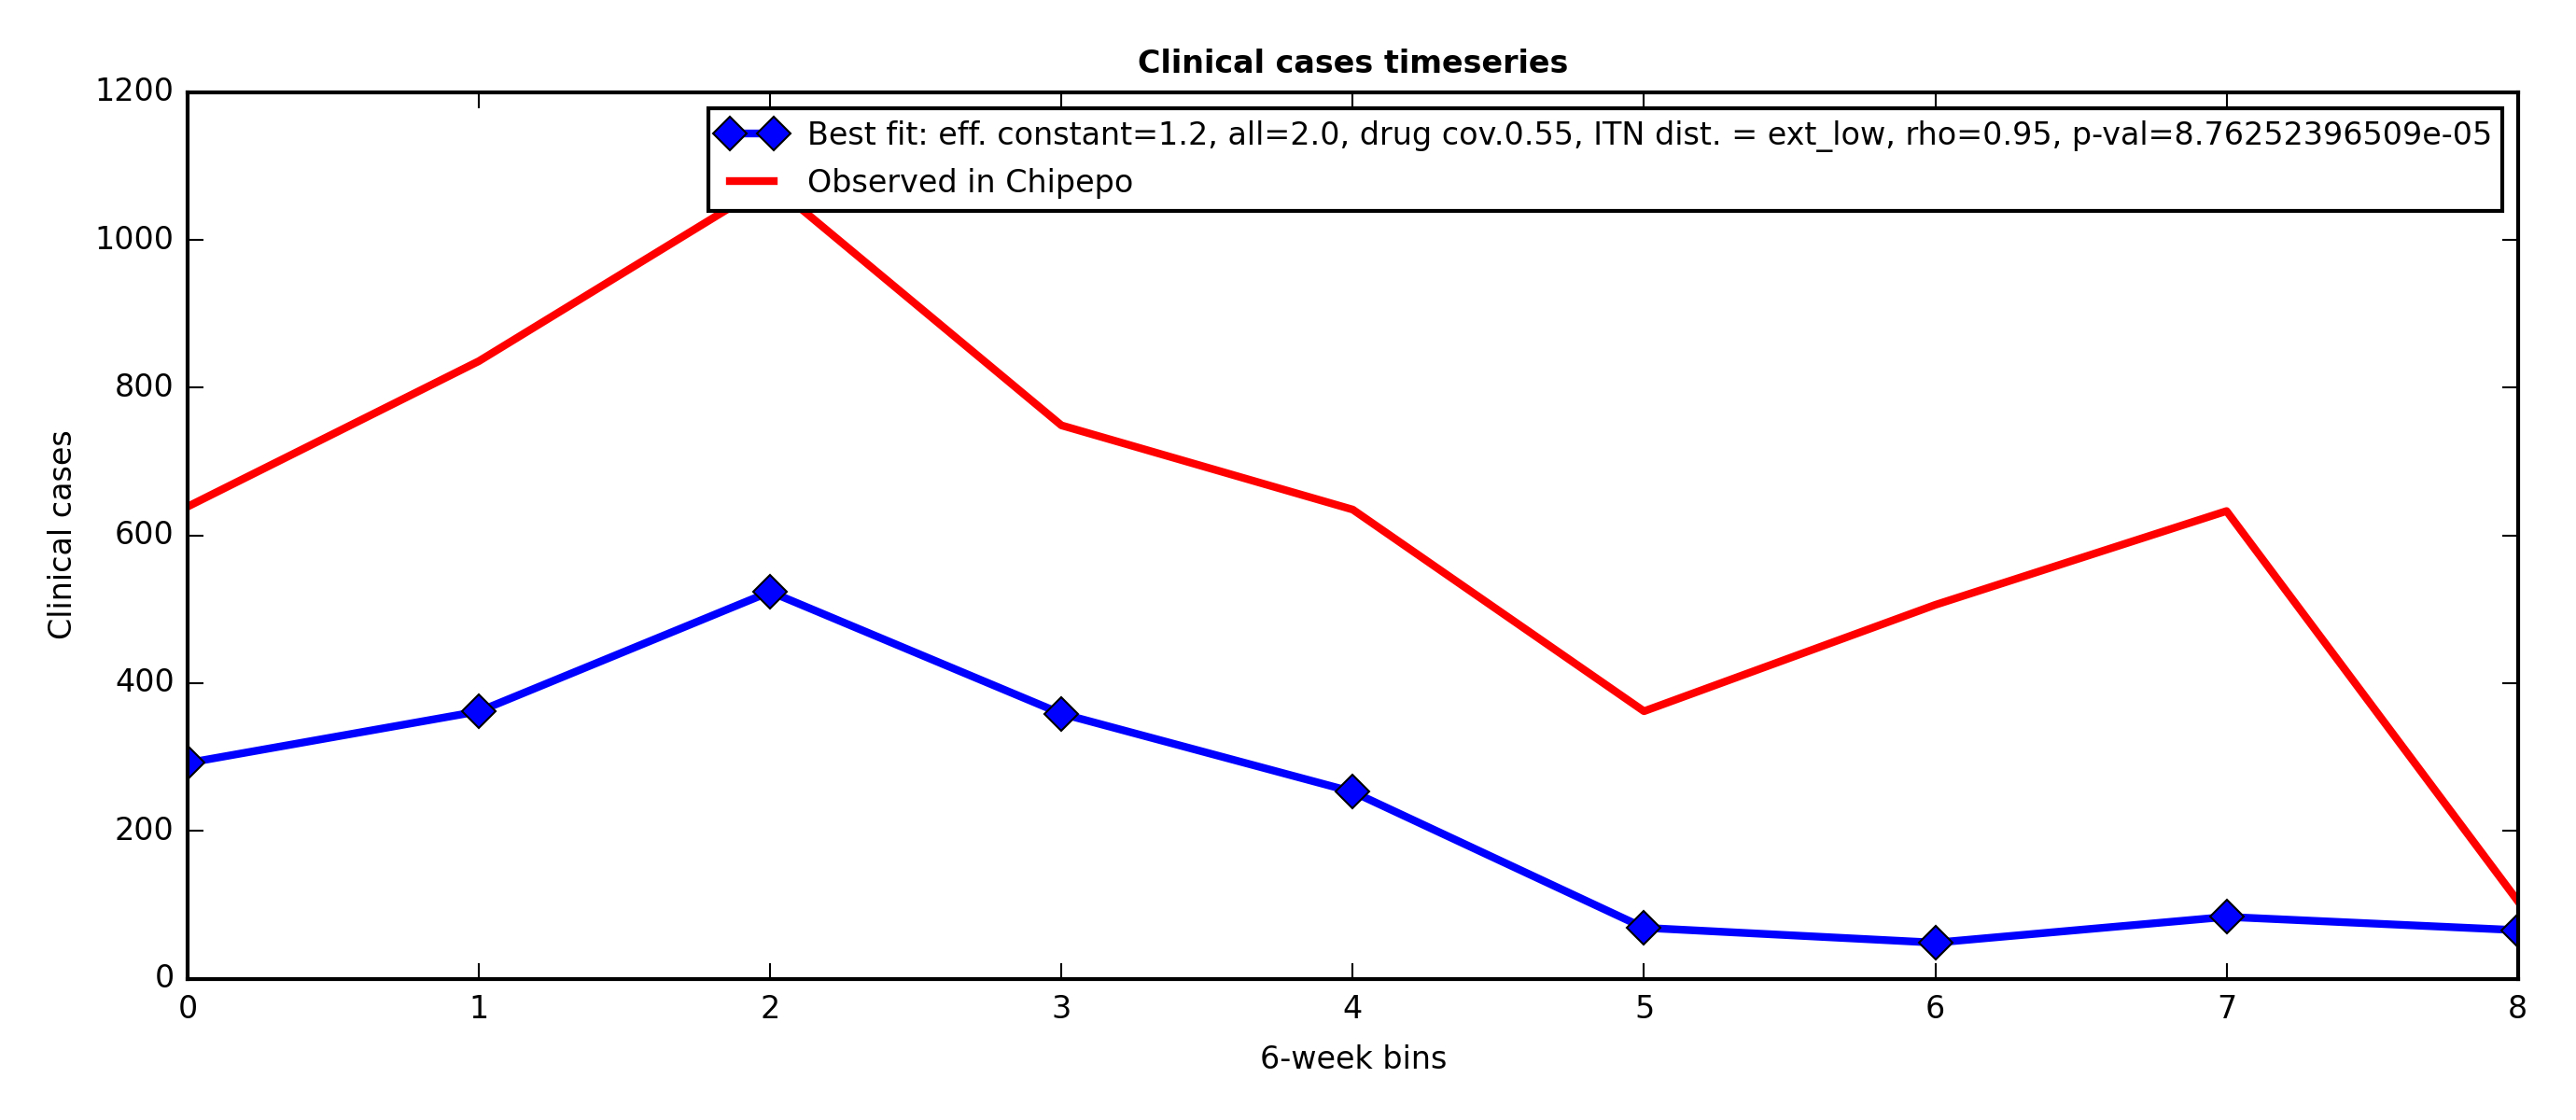 Clinical cases timeseries
1200
1000
800
600
400
200
0
Clinical cases
Best fit: eff. constant=1.2, all=2.0, drug cov.0.55, ITN dist. = ext_low, rho=0.95, p-val=8.76252396509e-05
Observed in Chipepo
0 1 2 3 4 5 6 7 8
6-week bins